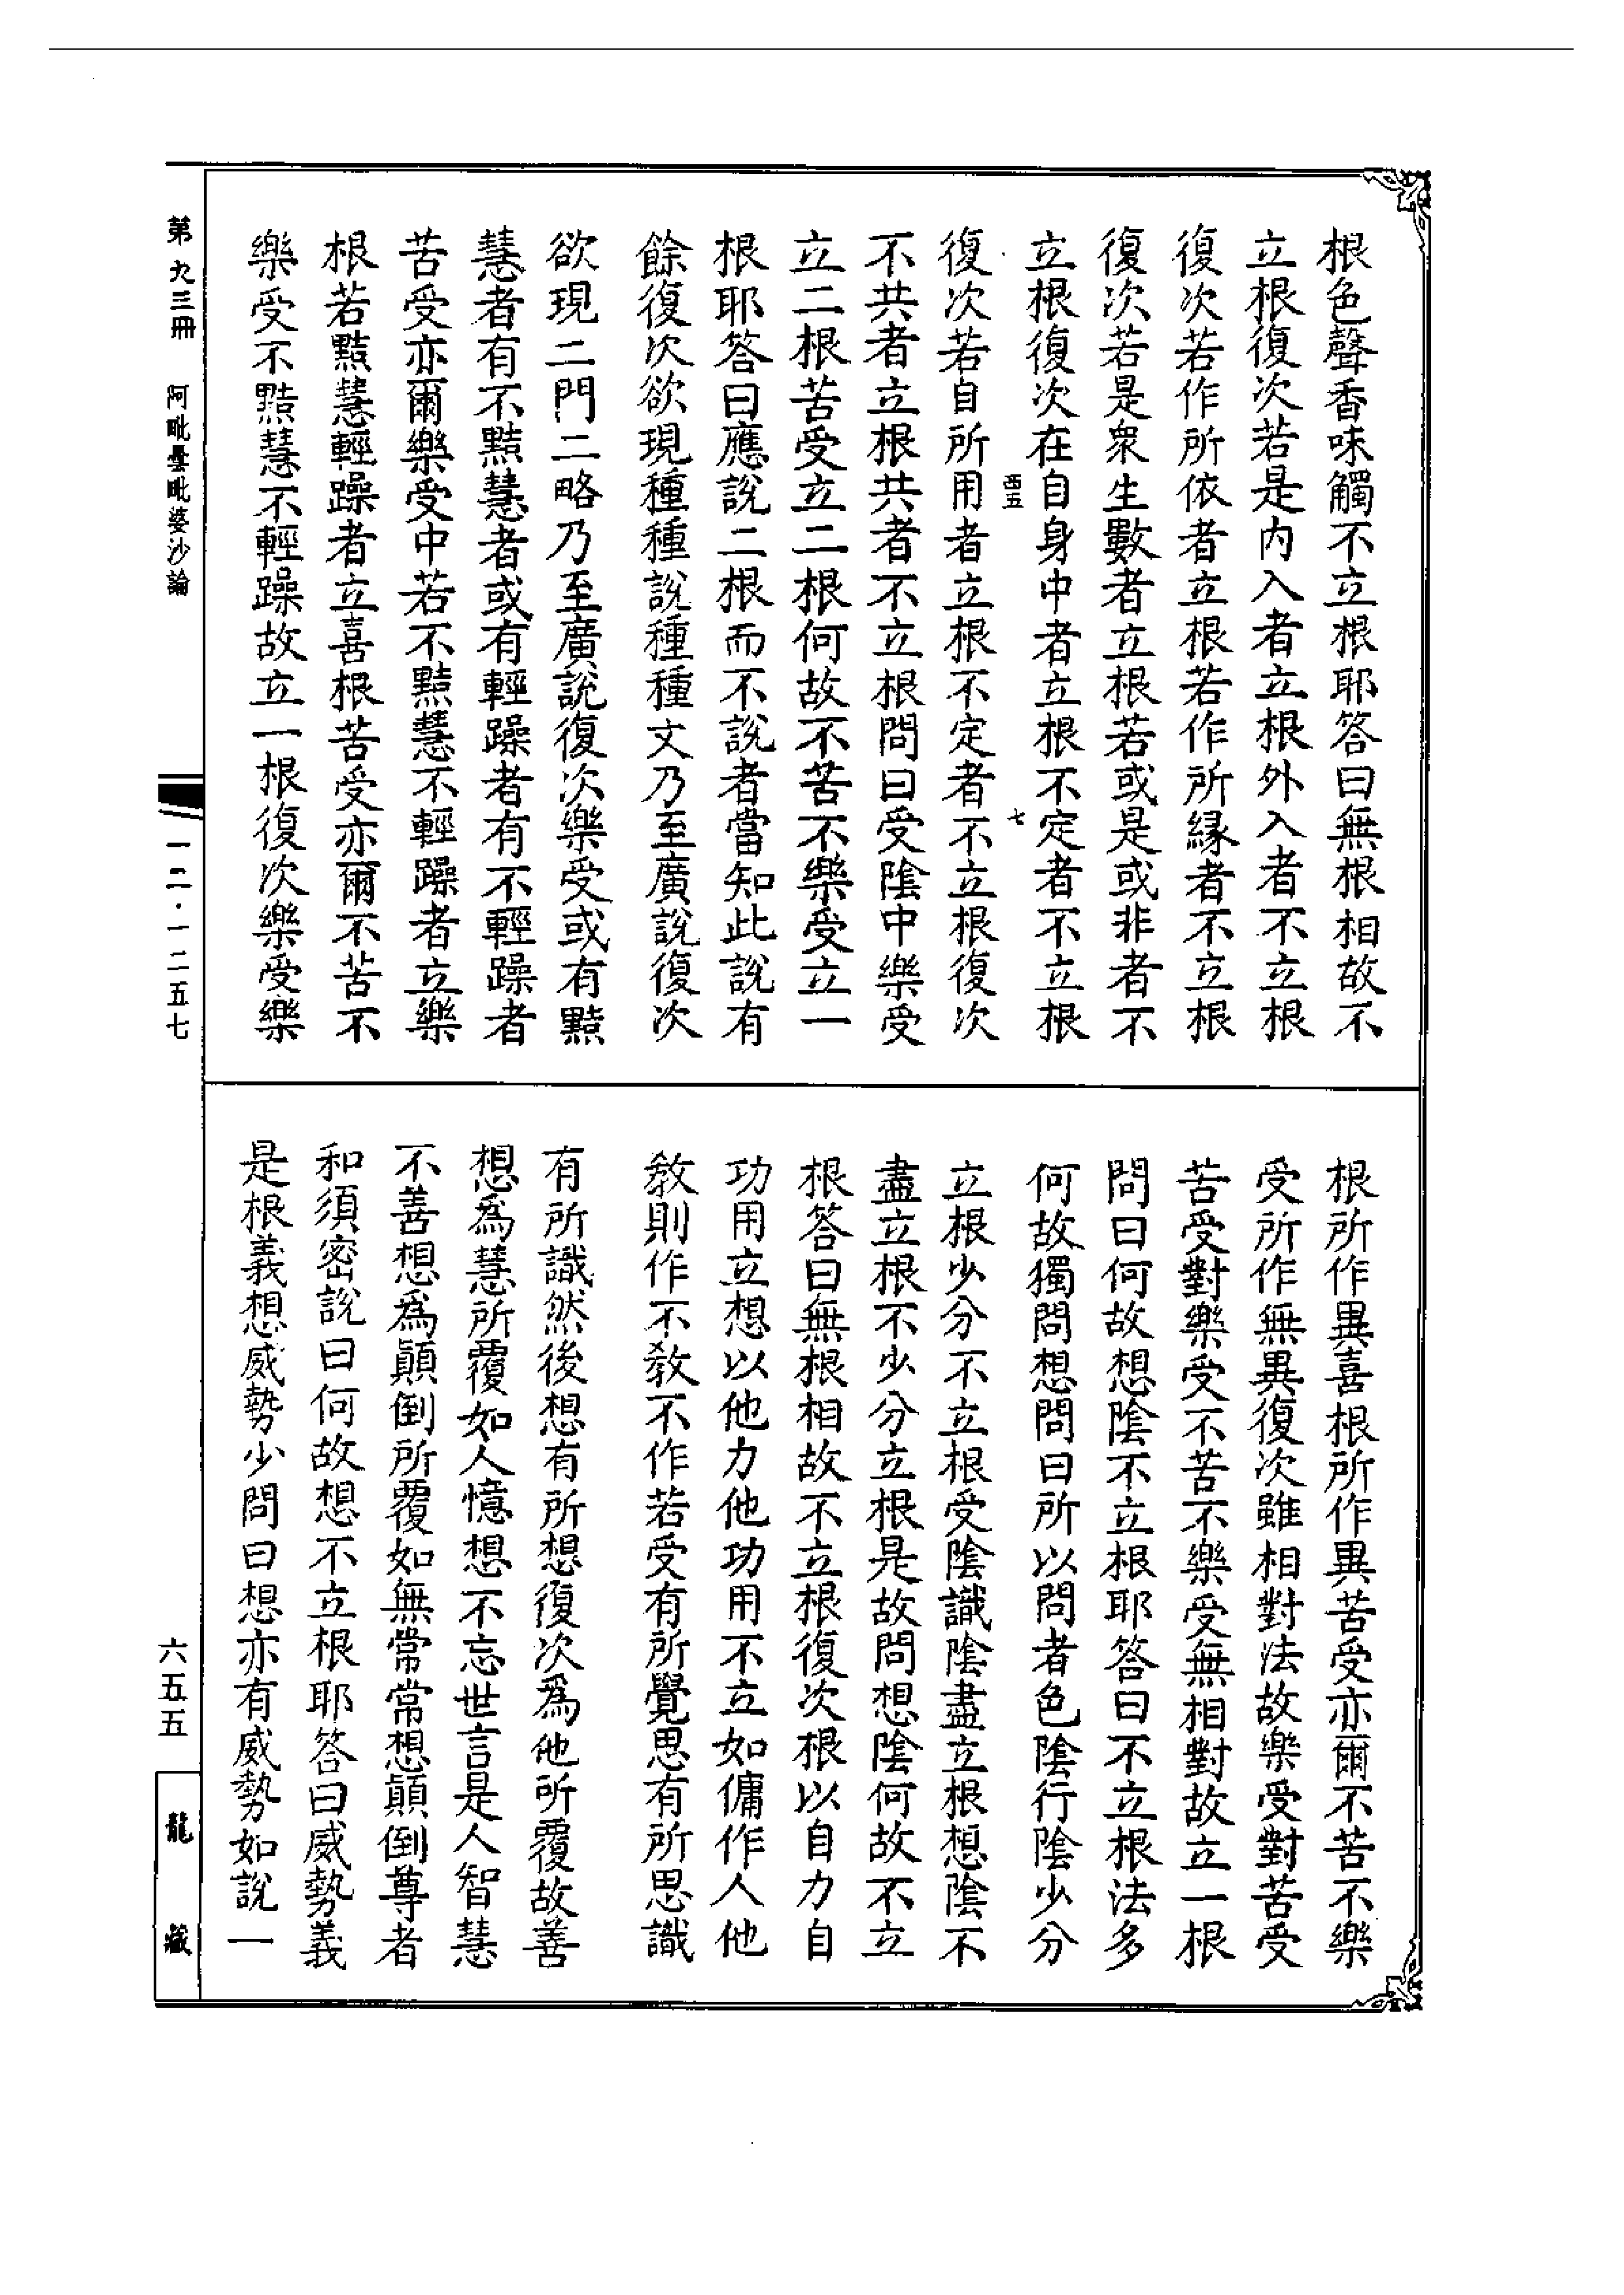 根色聲香味觸不立根耶答曰無根相故不
立根復次若是內入者立根外入者不立根
復次若作所依者立根若作所緣者不立根
復次若是衆生數者立根若或是或非者不
立根復次在自身中者立根不定者不立根
西五
七
復次若自所用者立根不定者不立根復次
不共者立根共者不立根問曰受陰中樂受
立二根苦受立二根何故不苦不樂受立一
根耶答曰應說二根而不說者當知此說有
餘復次欲現種種說種種文乃至廣說復次
欲現二門二略乃至廣說復次樂受或有黠
慧者有不黠慧者或有輕躁者有不輕躁者
苦受亦爾樂受中若不黠慧不輕躁者立樂
根若黠慧輕躁者立喜根苦受亦爾不苦不
樂受不黠慧不輕躁故立一根復次樂受樂
根所作異喜根所作異苦受亦爾不苦不樂
受所作無異復次雖相對法故樂受對苦受
苦受對樂受不苦不樂受無相對故立一根
問曰何故想陰不立根耶答曰不立根法多
何故獨問想問曰所以問者色陰行陰少分
立根少分不立根受陰識陰盡立根想陰不
盡立根不少分立根是故問想陰何故不立
根答曰無根相故不立根復次根以自力自
功用立想以他力他功用不立如傭作人他
敎則作不敎不作若受有所覺思有所思識
有所識然後想有所想復次爲他所覆故善
想爲慧所覆如人憶想不忘世言是人智慧
不善想爲顚倒所覆如無常常想顚倒尊者
和須密說曰何故想不立根耶答曰威勢義
是根義想威勢少問曰想亦有威勢如說一
第九三冊
阿毗曇毗婆沙論
一二·一二五七
六五五
龍藏